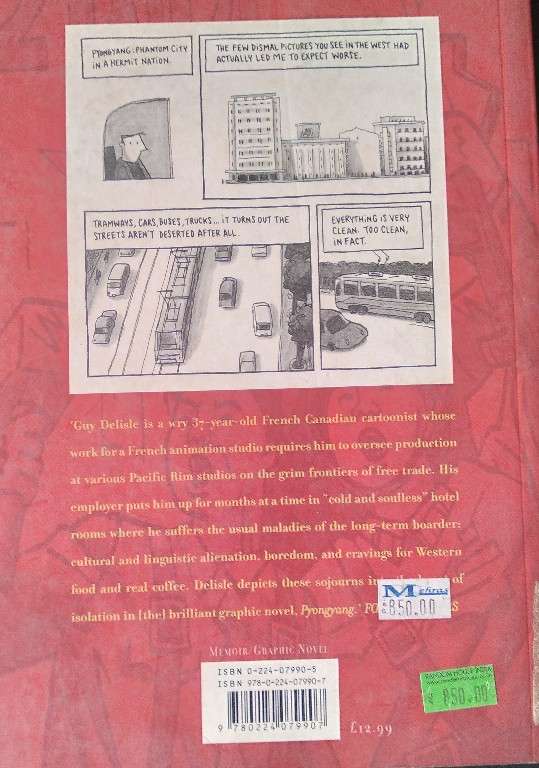 PYONGYANG: PHANTOM CITY
IN A HERMIT NATION.
THE FEW DISMAL PICTURES YOU SEE IN THE WEST HAD
ACTUALLY LED ME TO EXPECT WORSE.
TRAMWAYS, CARS, BUSES, TRUCKS... IT TURNS OUT THE
STREETS AREN'T DESERTED AFTER ALL.
EVERYTHING IS VERY
CLEAN. TOO CLEAN,
IN FACT.
'Guy Delisle is a wry 37-year-old French Canadian cartoonist whose
work for a French animation studio requires him to oversee production
at various Pacific Rim studios on the grim frontiers of free trade. His
employer puts him up for months at a time in "cold and soulless" hotel
rooms where he suffers the usual maladies of the long-term boarder:
cultural and linguistic alienation, boredom, and cravings for Western
food and real coffee. Delisle depicts these sojourns in of
isolation in [the] brilliant graphic novel, Pyongyang.'
850.00
MEMOIR/GRAPHIC NOVEL
ISBN 0-224-07990-5
ISBN 978-0-224-07990-7
9 780224 079907
£12.99
850.00